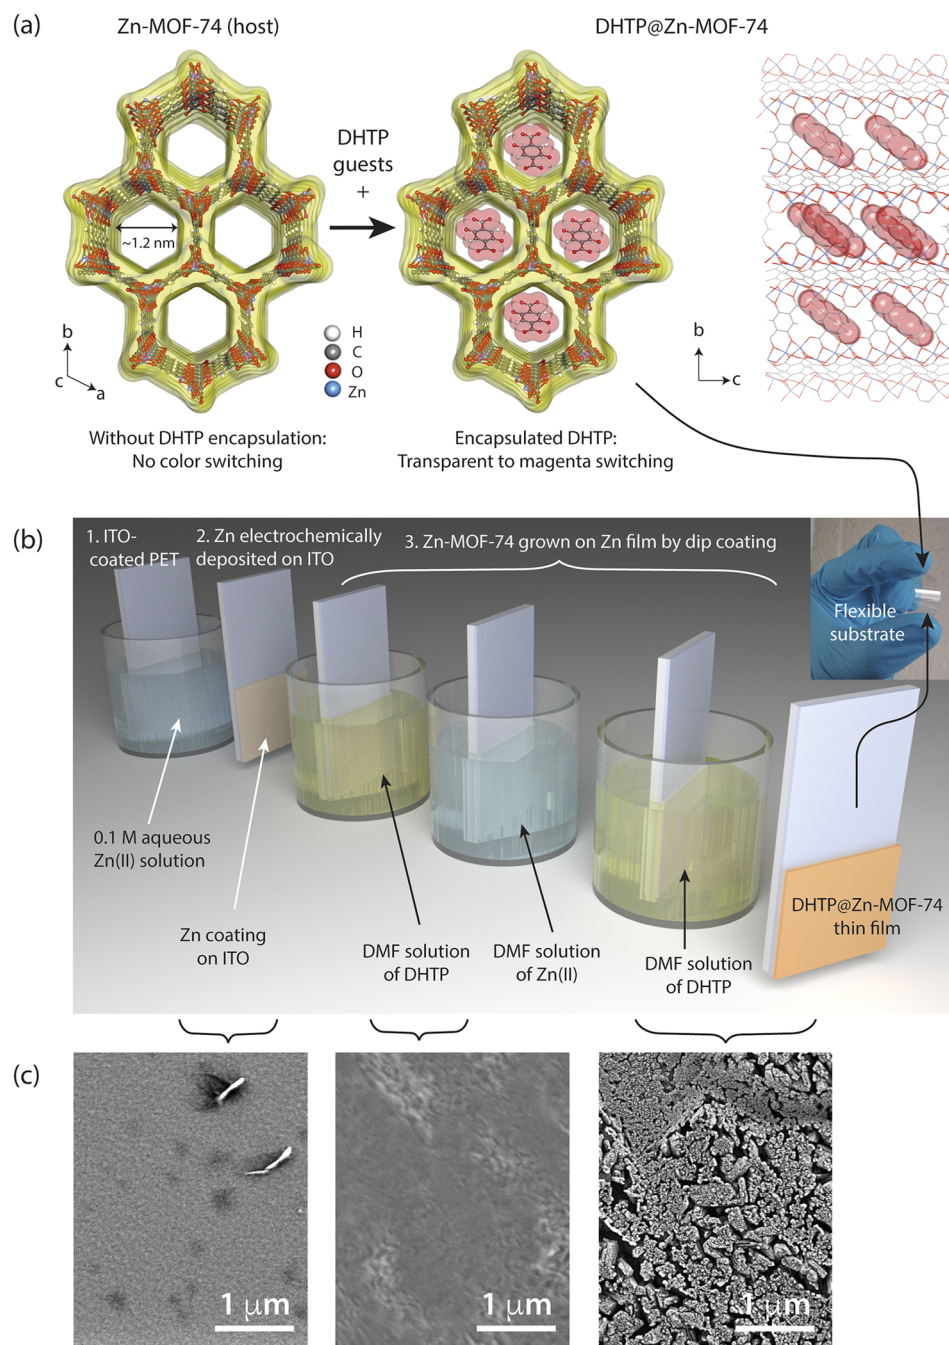 (a)
Zn-MOF-74 (host)
DHTP@Zn-MOF-74
DHTP
guests
+
~1.2 nm
H
C
O
Zn
b
c
a
b
c
Without DHTP encapsulation:
No color switching
Encapsulated DHTP:
Transparent to magenta switching
(b)
1. ITO-
coated PET
2. Zn electrochemically
deposited on ITO
3. Zn-MOF-74 grown on Zn film by dip coating
Flexible
substrate
0.1 M aqueous
Zn(II) solution
Zn coating
on ITO
DMF solution
of DHTP
DMF solution
of Zn(II)
DMF solution
of DHTP
DHTP@Zn-MOF-74
thin film
(c)
1 μm
1 μm
1 μm